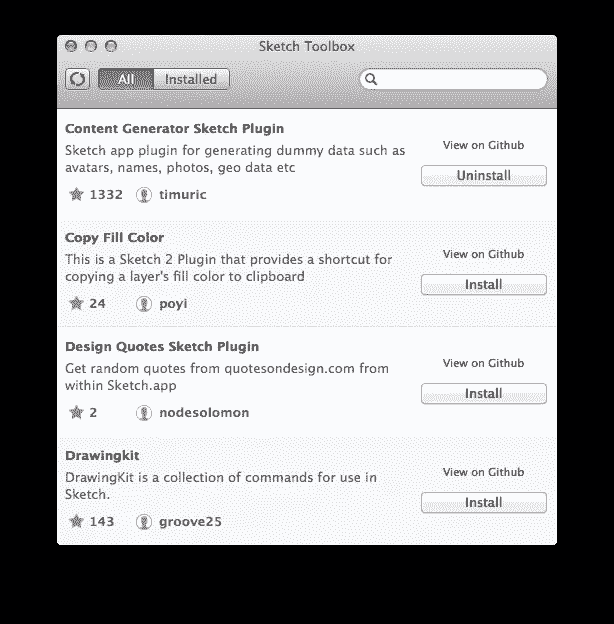 Sketch Toolbox
All Installed
Content Generator Sketch Plugin
View on Github
Sketch app plugin for generating dummy data such as
avatars, names, photos, geo data etc
Uninstall
1332 timuric
Copy Fill Color
View on Github
This is a Sketch 2 Plugin that provides a shortcut for
copying a layer's fill color to clipboard
Install
24 poyi
Design Quotes Sketch Plugin
View on Github
Get random quotes from quotesondesign.com from
within Sketch.app
Install
2 nodesolomon
Drawingkit
View on Github
DrawingKit is a collection of commands for use in
Sketch.
Install
143 groove25